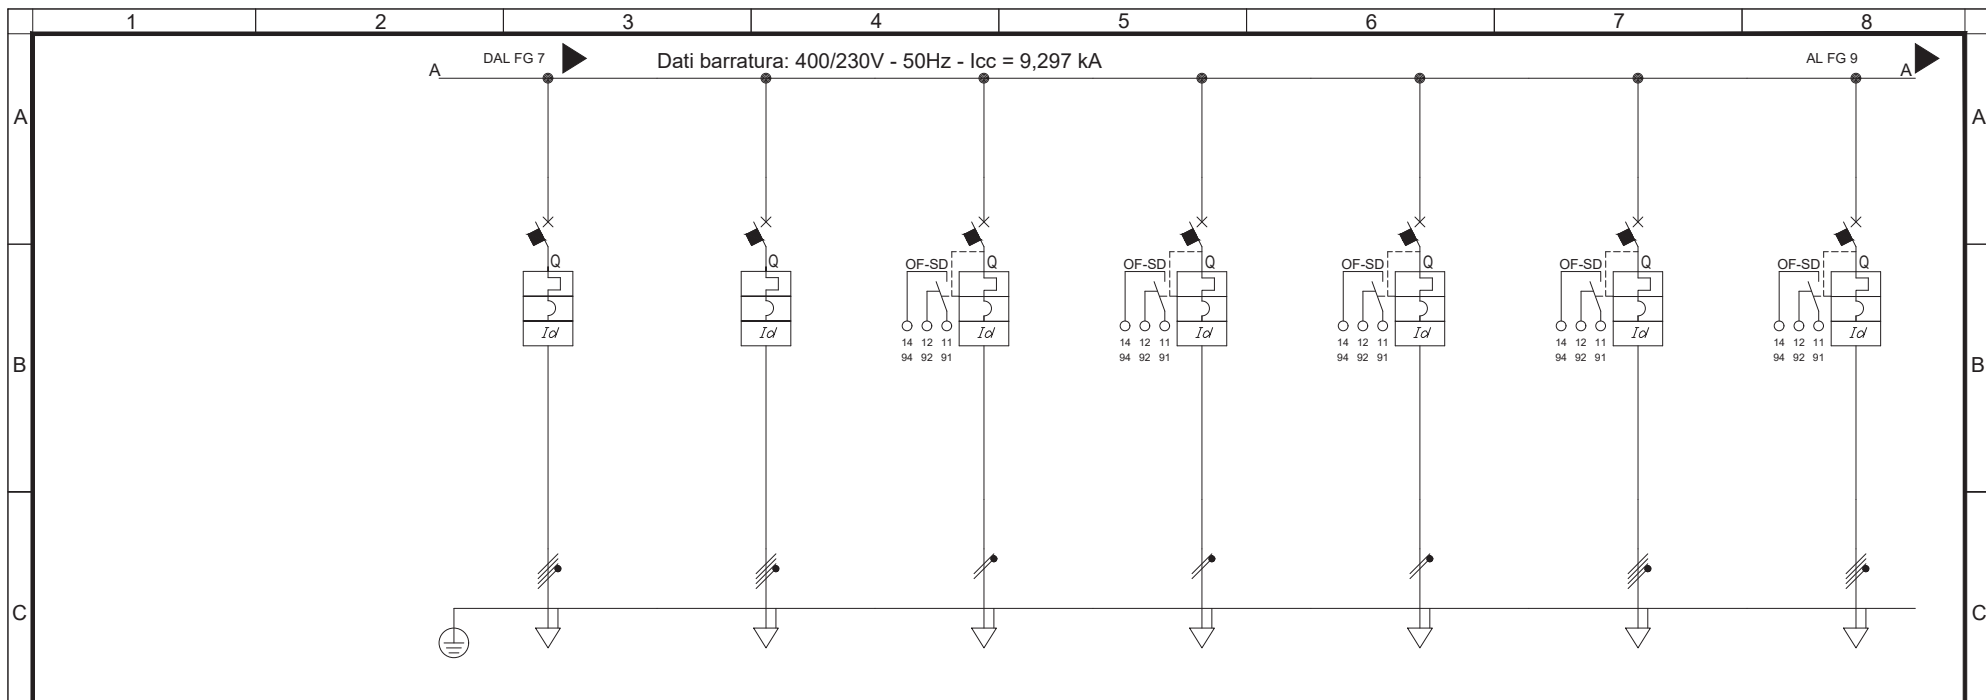 1 2 3 4 5 6 7 8
DAL FG 7 Dati barratura: 400/230V - 50Hz - Icc = 9,297 kA AL FG 9
A A
A A
Q Q OF-SD Q OF-SD Q OF-SD Q OF-SD Q OF-SD Q
Id Id Id Id Id Id Id
14 12 11 14 12 11 14 12 11 14 12 11 14 12 11
94 92 91 94 92 91 94 92 91 94 92 91 94 92 91
B B
C C